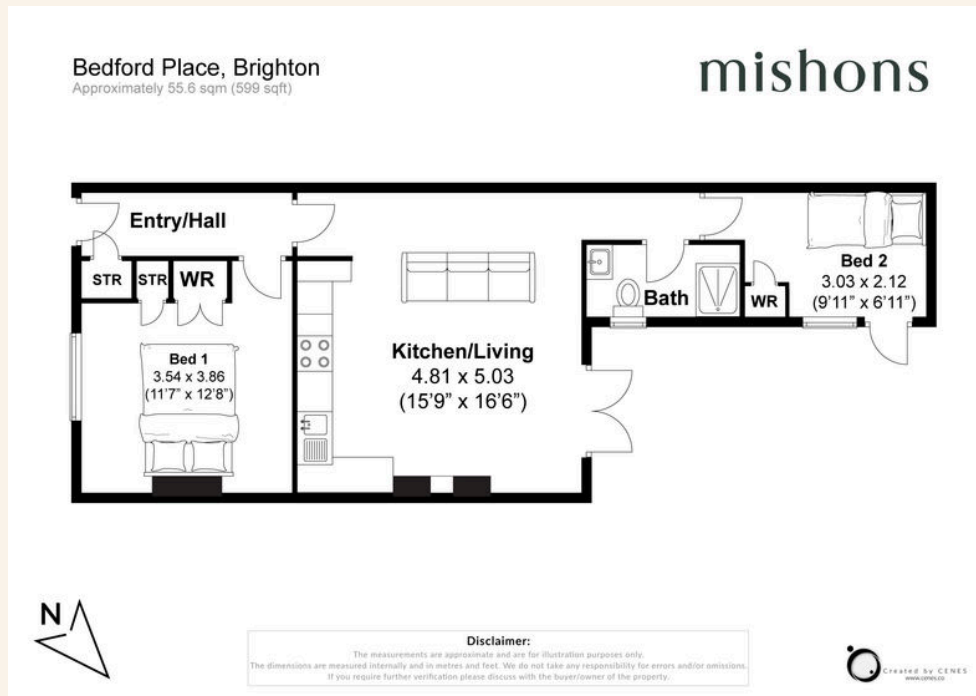 Bedford Place, Brighton
Approximately 55.6 sqm (599 sqft)
mishons
Entry/Hall
STR
STR
WR
Bed 1
3.54 x 3.86
(11'7" x 12'8")
Kitchen/Living
4.81 x 5.03
(15'9" x 16'6")
Bath
WR
Bed 2
3.03 x 2.12
(9'11" x 6'11")
N
Disclaimer:
The measurements are approximate and are for illustration purposes only.
The dimensions are measured internally and in metres and feet. We do not take any responsibility for errors and/or omissions.
If you require further verification please discuss with the buyer/owner of the property.
Created by CENES
www.cenes.co